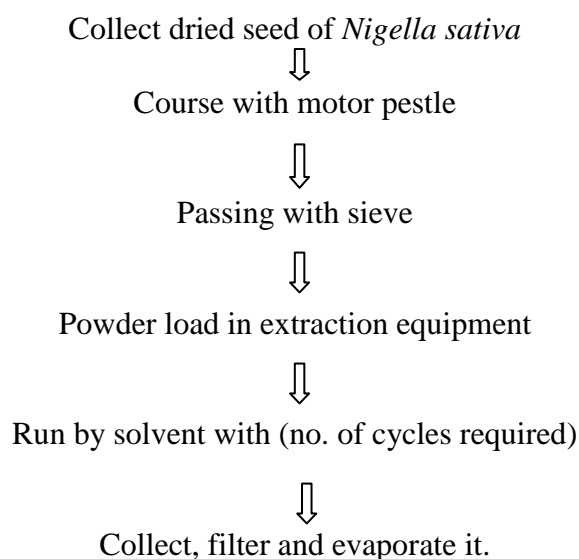 Collect dried seed of Nigella sativa
Course with motor pestle
Passing with sieve
Powder load in extraction equipment
Run by solvent with (no. of cycles required)
Collect, filter and evaporate it.